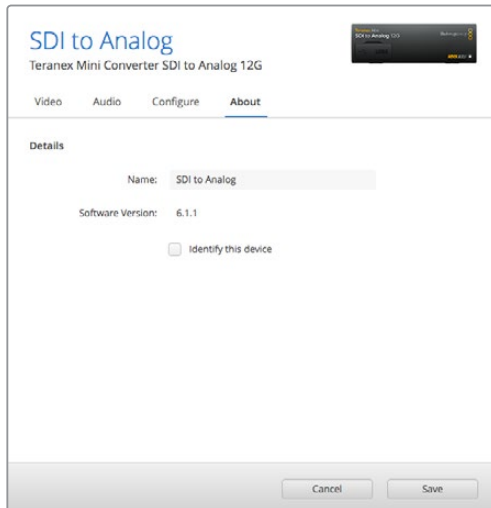 SDI to Analog
Teranex Mini Converter SDI to Analog 12G
Video Audio Configure About
Details
Name: SDI to Analog
Software Version: 6.1.1
Identify this device
Cancel Save